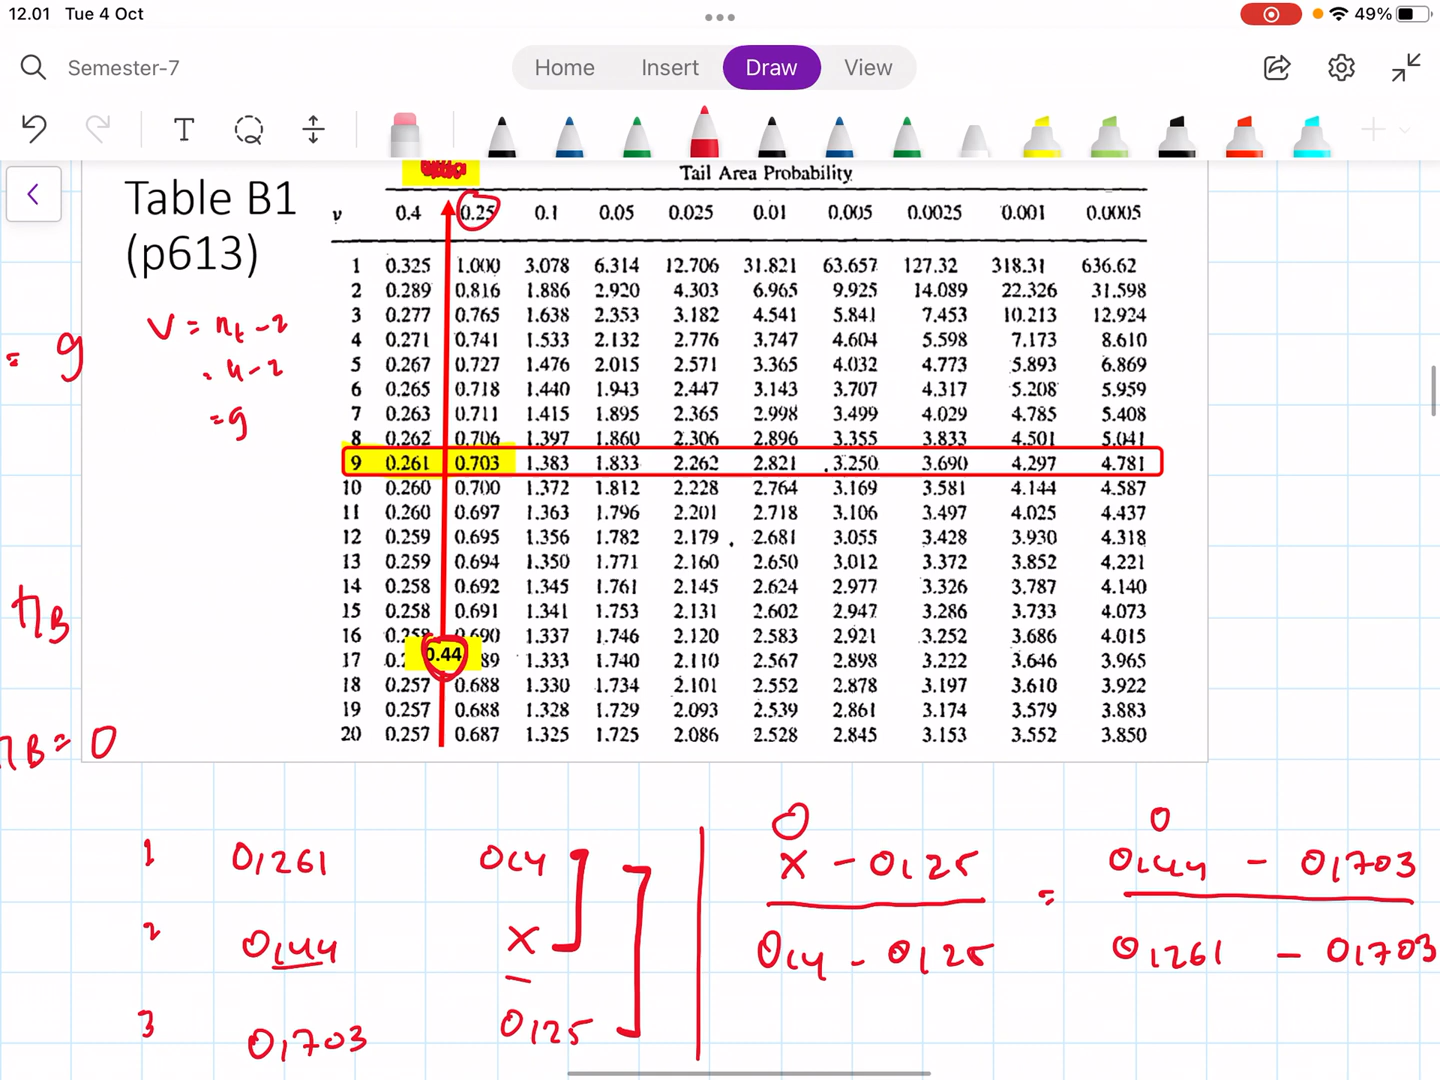 12.01 Tue 4 Oct
49%
Semester-7
Home Insert Draw View
T
Table B1
(p613)
Tail Area Probability
ν 0.4 0.25 0.1 0.05 0.025 0.01 0.005 0.0025 0.001 0.0005
1 0.325 1.000 3.078 6.314 12.706 31.821 63.657 127.32 318.31 636.62
2 0.289 0.816 1.886 2.920 4.303 6.965 9.925 14.089 22.326 31.598
3 0.277 0.765 1.638 2.353 3.182 4.541 5.841 7.453 10.213 12.924
4 0.271 0.741 1.533 2.132 2.776 3.747 4.604 5.598 7.173 8.610
5 0.267 0.727 1.476 2.015 2.571 3.365 4.032 4.773 5.893 6.869
6 0.265 0.718 1.440 1.943 2.447 3.143 3.707 4.317 5.208 5.959
7 0.263 0.711 1.415 1.895 2.365 2.998 3.499 4.029 4.785 5.408
8 0.262 0.706 1.397 1.860 2.306 2.896 3.355 3.833 4.501 5.041
9 0.261 0.703 1.383 1.833 2.262 2.821 3.250 3.690 4.297 4.781
10 0.260 0.700 1.372 1.812 2.228 2.764 3.169 3.581 4.144 4.587
11 0.260 0.697 1.363 1.796 2.201 2.718 3.106 3.497 4.025 4.437
12 0.259 0.695 1.356 1.782 2.179 2.681 3.055 3.428 3.930 4.318
13 0.259 0.694 1.350 1.771 2.160 2.650 3.012 3.372 3.852 4.221
14 0.258 0.692 1.345 1.761 2.145 2.624 2.977 3.326 3.787 4.140
15 0.258 0.691 1.341 1.753 2.131 2.602 2.947 3.286 3.733 4.073
16 0.258 0.690 1.337 1.746 2.120 2.583 2.921 3.252 3.686 4.015
17 0.2 0.44 89 1.333 1.740 2.110 2.567 2.898 3.222 3.646 3.965
18 0.257 0.688 1.330 1.734 2.101 2.552 2.878 3.197 3.610 3.922
19 0.257 0.688 1.328 1.729 2.093 2.539 2.861 3.174 3.579 3.883
20 0.257 0.687 1.325 1.725 2.086 2.528 2.845 3.153 3.552 3.850
V = nt - 2
= 11 - 2
= 9
= 9
ηB
ηB = 0
1 0,261 0,4
2 0,44 x
3 0,703 0,25
0 0
x - 0,25 = 0,44 - 0,703
0,4 - 0,25 0,261 - 0,703